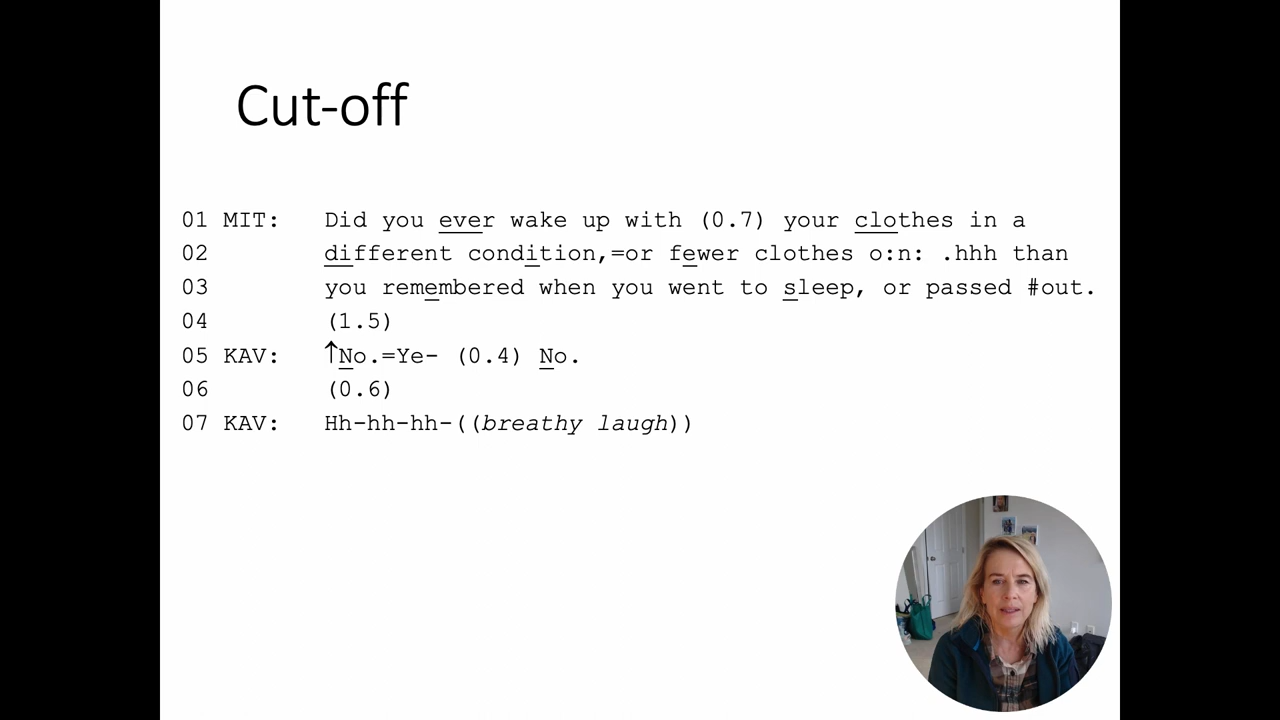 Cut-off
01 MIT: Did you ever wake up with (0.7) your clothes in a
02 different condition,=or fewer clothes o:n: .hhh than
03 you remembered when you went to sleep, or passed #out.
04 (1.5)
05 KAV: ↑No.=Ye- (0.4) No.
06 (0.6)
07 KAV: Hh-hh-hh-((breathy laugh))